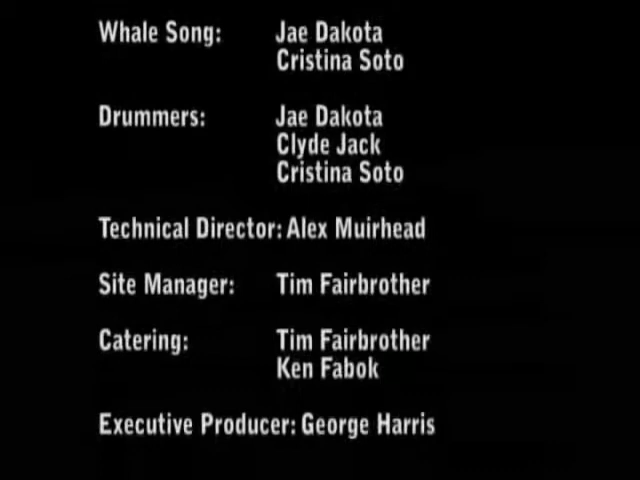 Whale Song: Jae Dakota
Cristina Soto
Drummers: Jae Dakota
Clyde Jack
Cristina Soto
Technical Director: Alex Muirhead
Site Manager: Tim Fairbrother
Catering: Tim Fairbrother
Ken Fabok
Executive Producer: George Harris